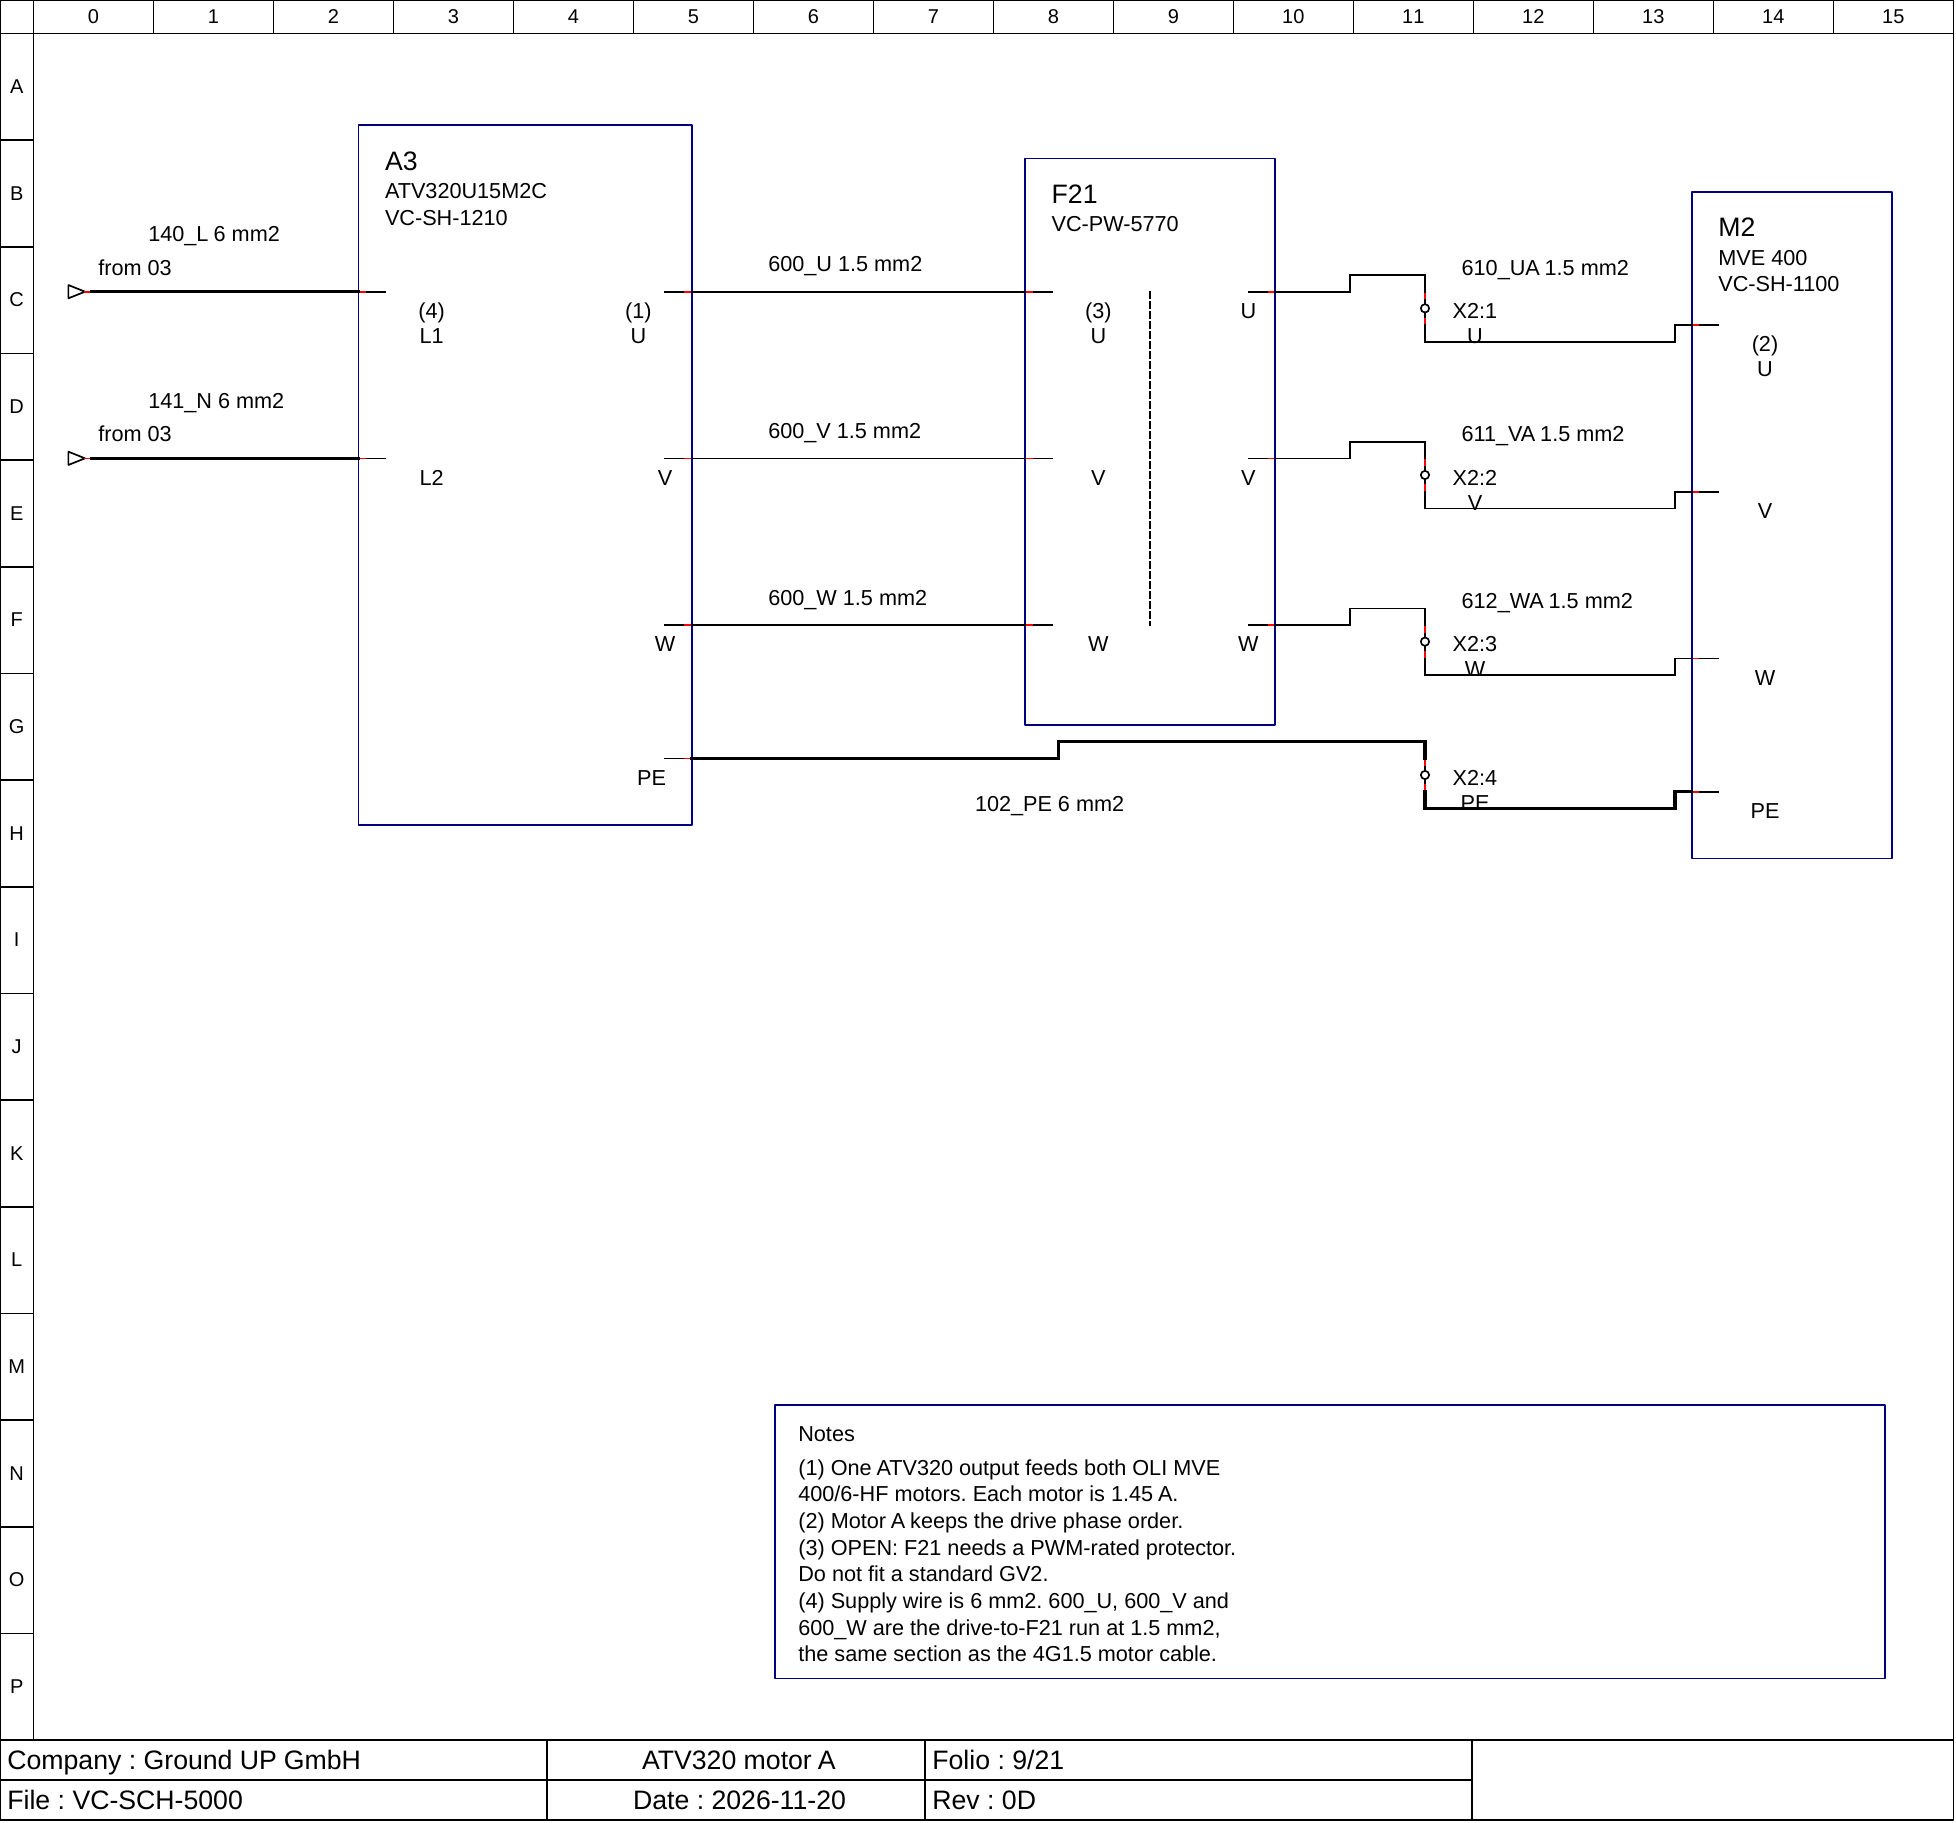 0 1 2 3 4 5 6 7 8 9 10 11 12 13 14 15
A
B
C
D
E
F
G
H
I
J
K
L
M
N
O
P
140_L 6 mm2
from 03
141_N 6 mm2
from 03
A3
ATV320U15M2C
VC-SH-1210
(4)
L1
L2
(1)
U
V
W
PE
600_U 1.5 mm2
600_V 1.5 mm2
600_W 1.5 mm2
102_PE 6 mm2
F21
VC-PW-5770
(3)
U
V
W
U
V
W
610_UA 1.5 mm2
X2:1
U
611_VA 1.5 mm2
X2:2
V
612_WA 1.5 mm2
X2:3
W
X2:4
PE
M2
MVE 400
VC-SH-1100
(2)
U
V
W
PE
Notes
(1) One ATV320 output feeds both OLI MVE
400/6-HF motors. Each motor is 1.45 A.
(2) Motor A keeps the drive phase order.
(3) OPEN: F21 needs a PWM-rated protector.
Do not fit a standard GV2.
(4) Supply wire is 6 mm2. 600_U, 600_V and
600_W are the drive-to-F21 run at 1.5 mm2,
the same section as the 4G1.5 motor cable.
Company : Ground UP GmbH
ATV320 motor A
Folio : 9/21
File : VC-SCH-5000
Date : 2026-11-20
Rev : 0D